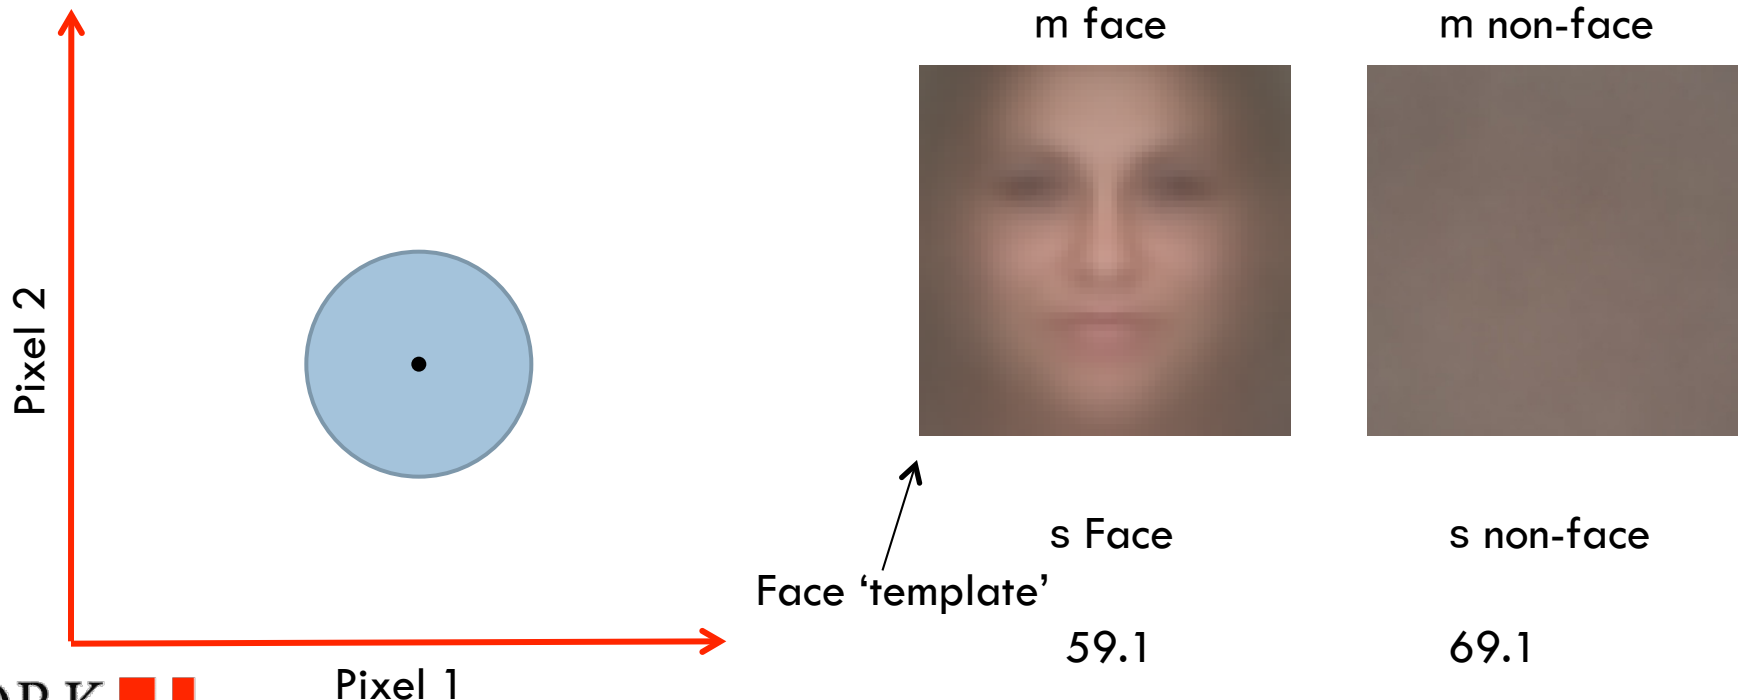 m face
m non-face
Pixel 2
s Face
s non-face
Face ‘template’
59.1
69.1
Pixel 1